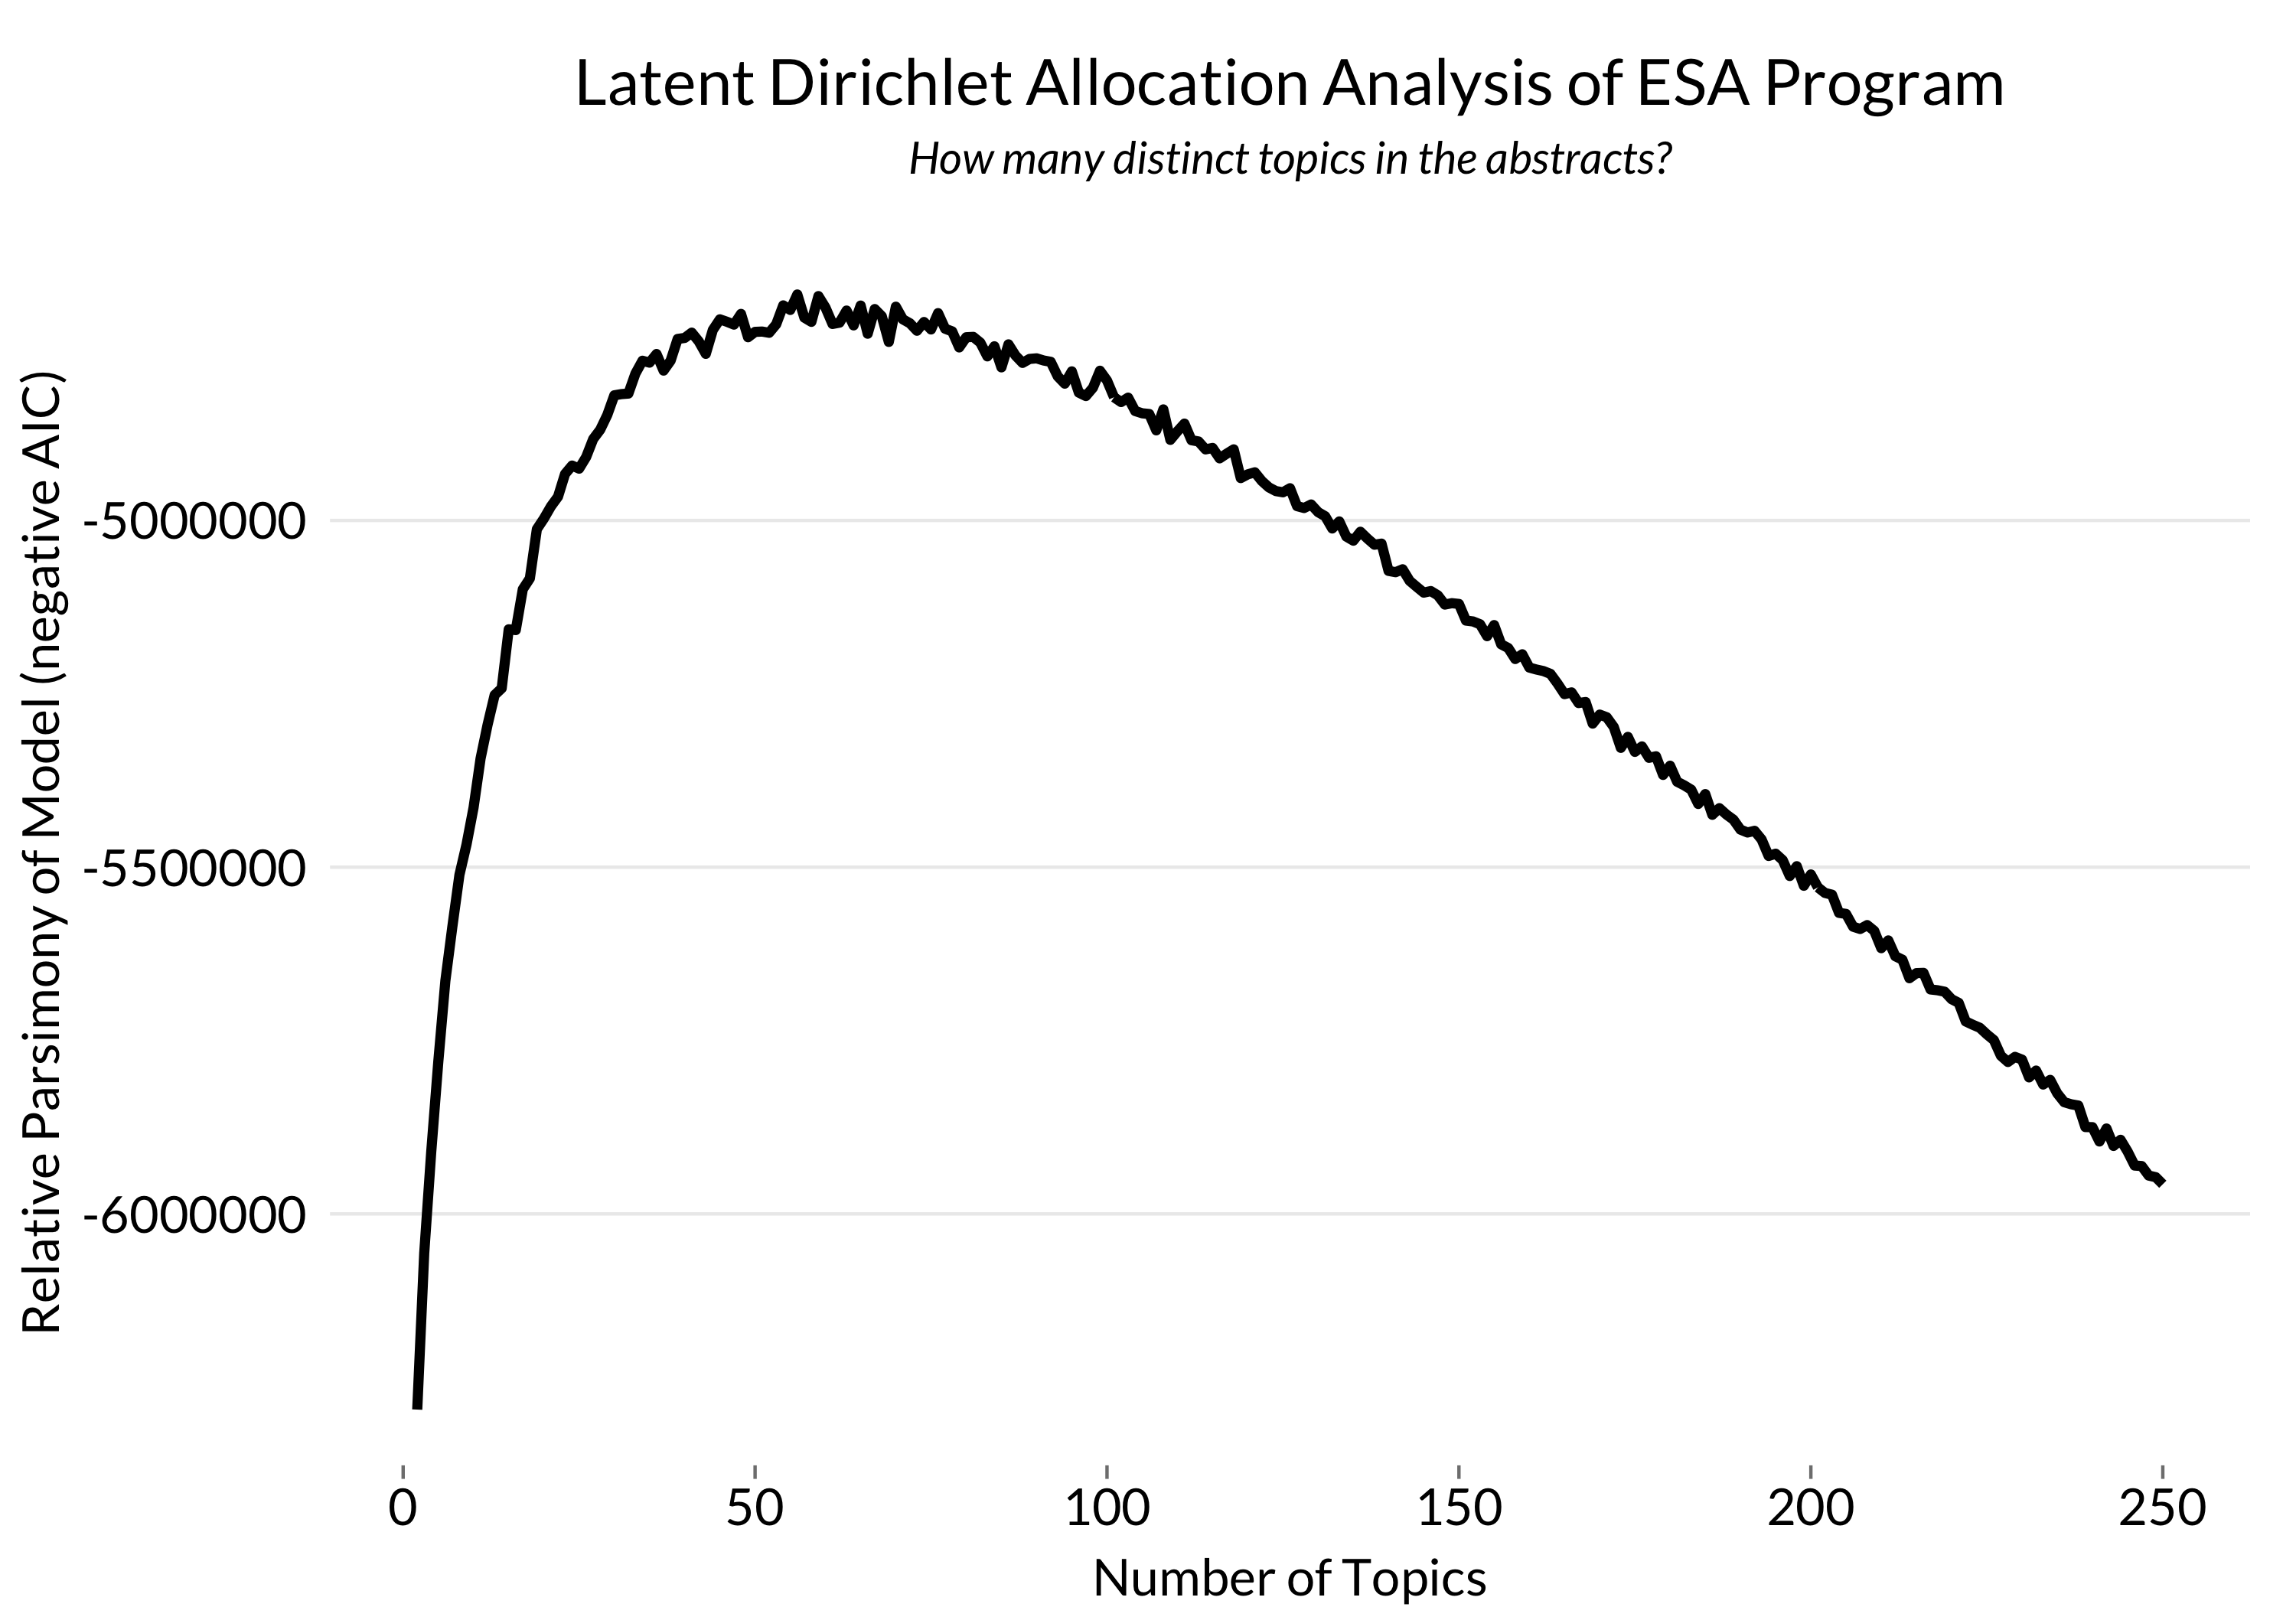 Latent Dirichlet Allocation Analysis of ESA Program
How many distinct topics in the abstracts?
Relative Parsimony of Model (negative AIC)
-5000000
-5500000
-6000000
0 50 100 150 200 250
Number of Topics